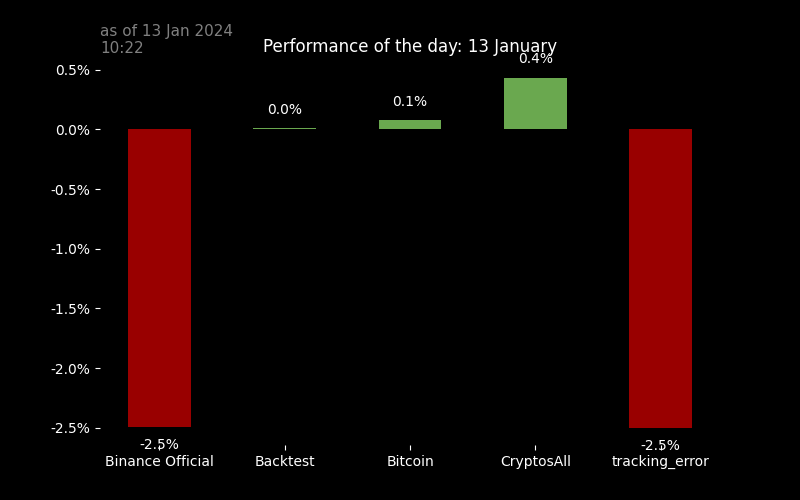 as of 13 Jan 2024
10:22
Performance of the day: 13 January
0.5%
0.0%
-0.5%
-1.0%
-1.5%
-2.0%
-2.5%
-2.5%
0.0%
0.1%
0.4%
-2.5%
Binance Official
Backtest
Bitcoin
CryptosAll
tracking_error